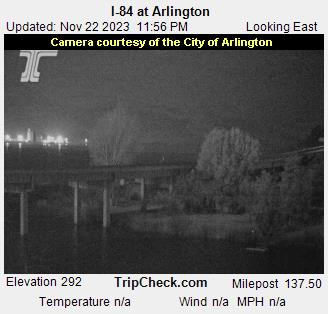 I-84 at Arlington
Updated: Nov 22 2023 11:56 PM Looking East
Camera courtesy of the City of Arlington
Elevation 292 TripCheck.com Milepost 137.50
Temperature n/a Wind n/a MPH n/a